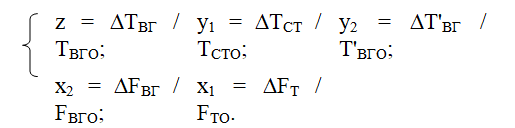 z = ΔTВГ / y1 = ΔTСТ / y2 = ΔT'ВГ /
TВГО; TСТО; T'ВГО;
x2 = ΔFВГ / x1 = ΔFТ /
FВГО; FТО.